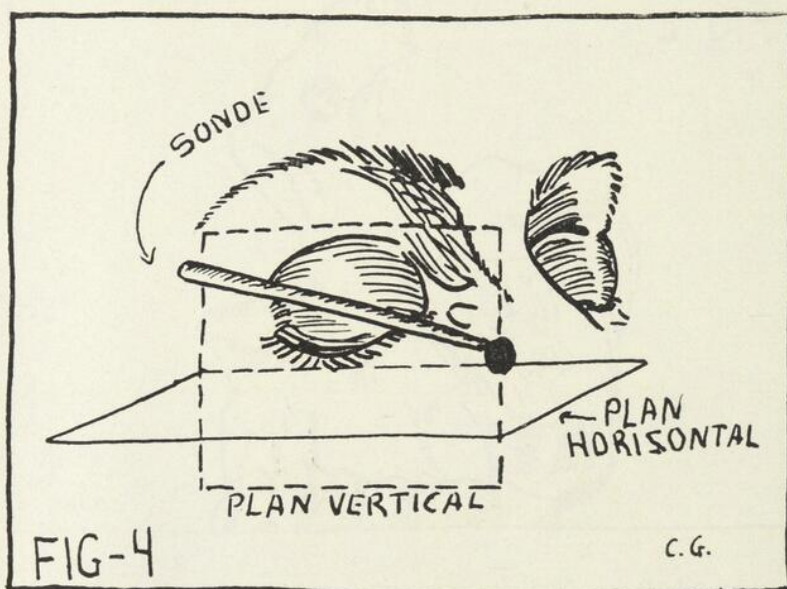 SONDE
PLAN
HORISONTAL
PLAN VERTICAL
FIG-4
C.G.